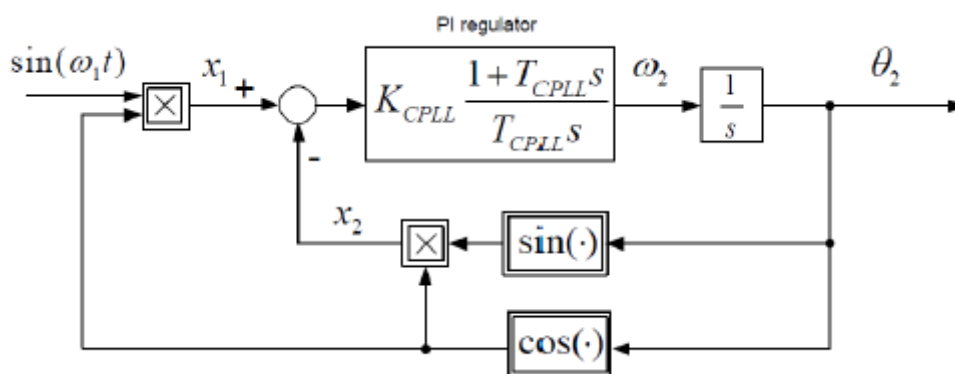 PI regulator
sin(ω₁t)
x₁ +
K_CPLL (1 + T_CPLL s) / (T_CPLL s)
ω₂
1/s
θ₂
-
x₂
sin(·)
cos(·)